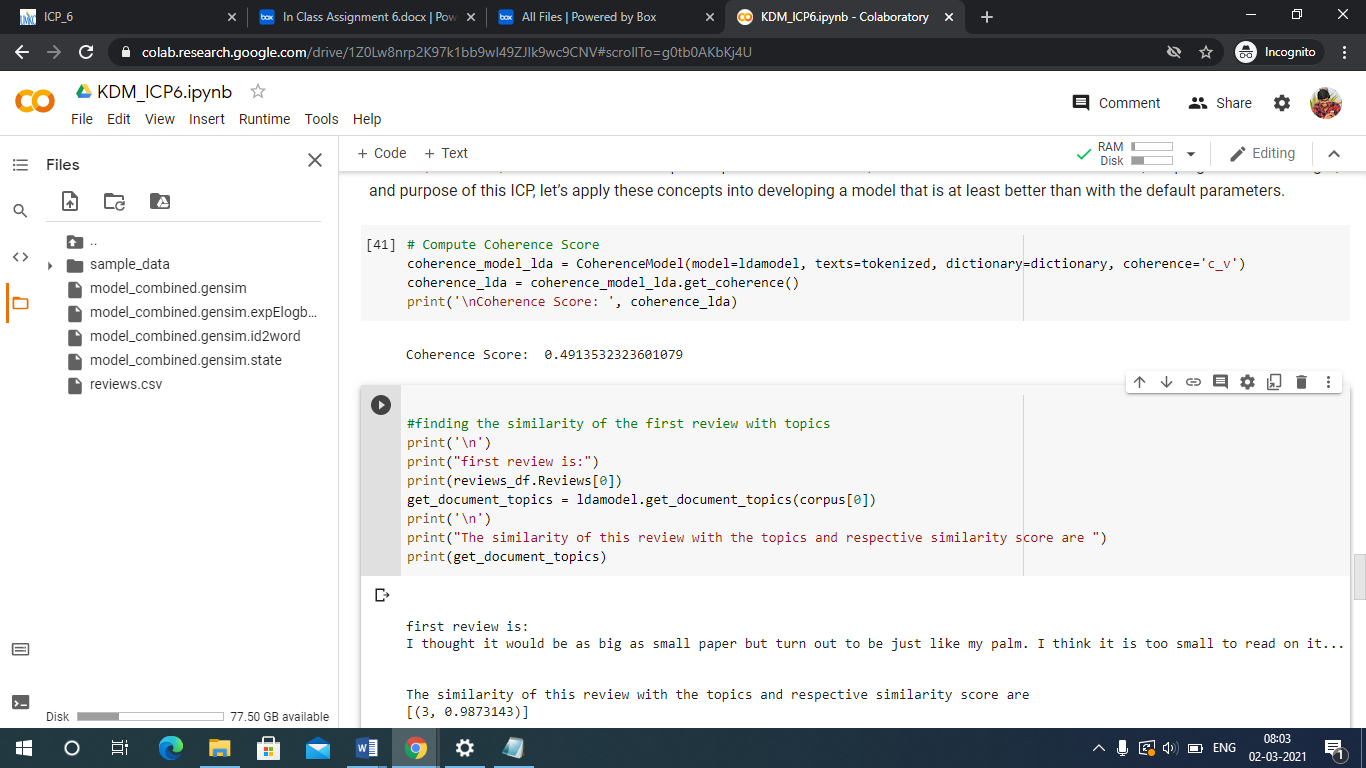 ICP_6
In Class Assignment 6.docx | Pow
All Files | Powered by Box
KDM_ICP6.ipynb - Colaboratory
colab.research.google.com/drive/1Z0Lw8nrp2K97k1bb9wI49ZJIk9wc9CNV#scrollTo=g0tb0AKbKj4U
Incognito
KDM_ICP6.ipynb
File Edit View Insert Runtime Tools Help
Comment
Share
Files
+ Code + Text
RAM
Disk
Editing
..
sample_data
model_combined.gensim
model_combined.gensim.expElogb...
model_combined.gensim.id2word
model_combined.gensim.state
reviews.csv
Disk 77.50 GB available
and purpose of this ICP, let's apply these concepts into developing a model that is at least better than with the default parameters.
[41] # Compute Coherence Score
coherence_model_lda = CoherenceModel(model=ldamodel, texts=tokenized, dictionary=dictionary, coherence='c_v')
coherence_lda = coherence_model_lda.get_coherence()
print('\nCoherence Score: ', coherence_lda)
Coherence Score:  0.4913532323601079
#finding the similarity of the first review with topics
print('\n')
print("first review is:")
print(reviews_df.Reviews[0])
get_document_topics = ldamodel.get_document_topics(corpus[0])
print('\n')
print("The similarity of this review with the topics and respective similarity score are ")
print(get_document_topics)
first review is:
I thought it would be as big as small paper but turn out to be just like my palm. I think it is too small to read on it...
The similarity of this review with the topics and respective similarity score are
[(3, 0.9873143)]
ENG
08:03
02-03-2021
1